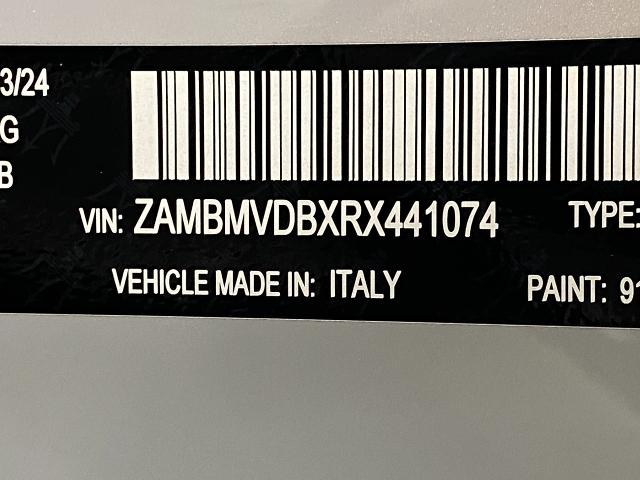 3/24
G
B
VIN: ZAMBMVDBXRX441074 TYPE:
VEHICLE MADE IN: ITALY PAINT: 91